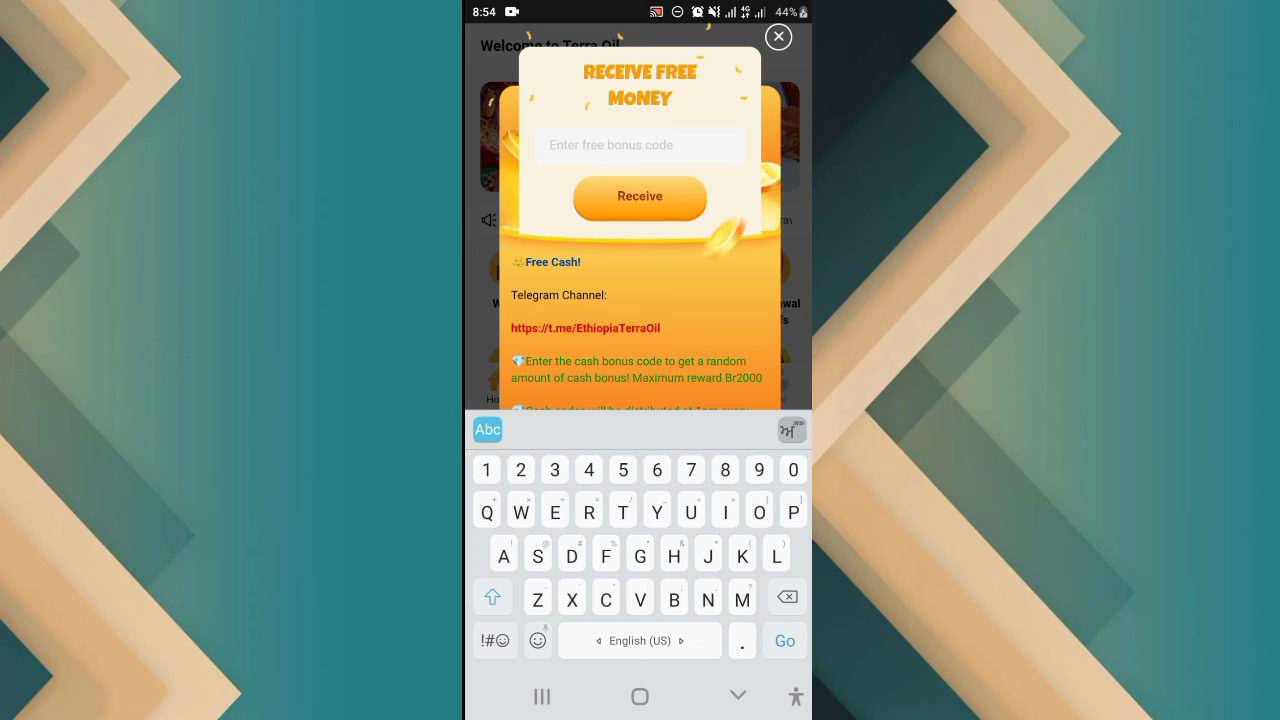 8:54
4G
44%
Welcome to Terra Oil
RECEIVE FREE
MONEY
Enter free bonus code
Receive
Free Cash!
Telegram Channel:
https://t.me/EthiopiaTerraOil
Enter the cash bonus code to get a random
amount of cash bonus! Maximum reward Br2000
Abc
1 2 3 4 5 6 7 8 9 0
Q W E R T Y U I O P
A S D F G H J K L
Z X C V B N M
!#
English (US)
.
Go